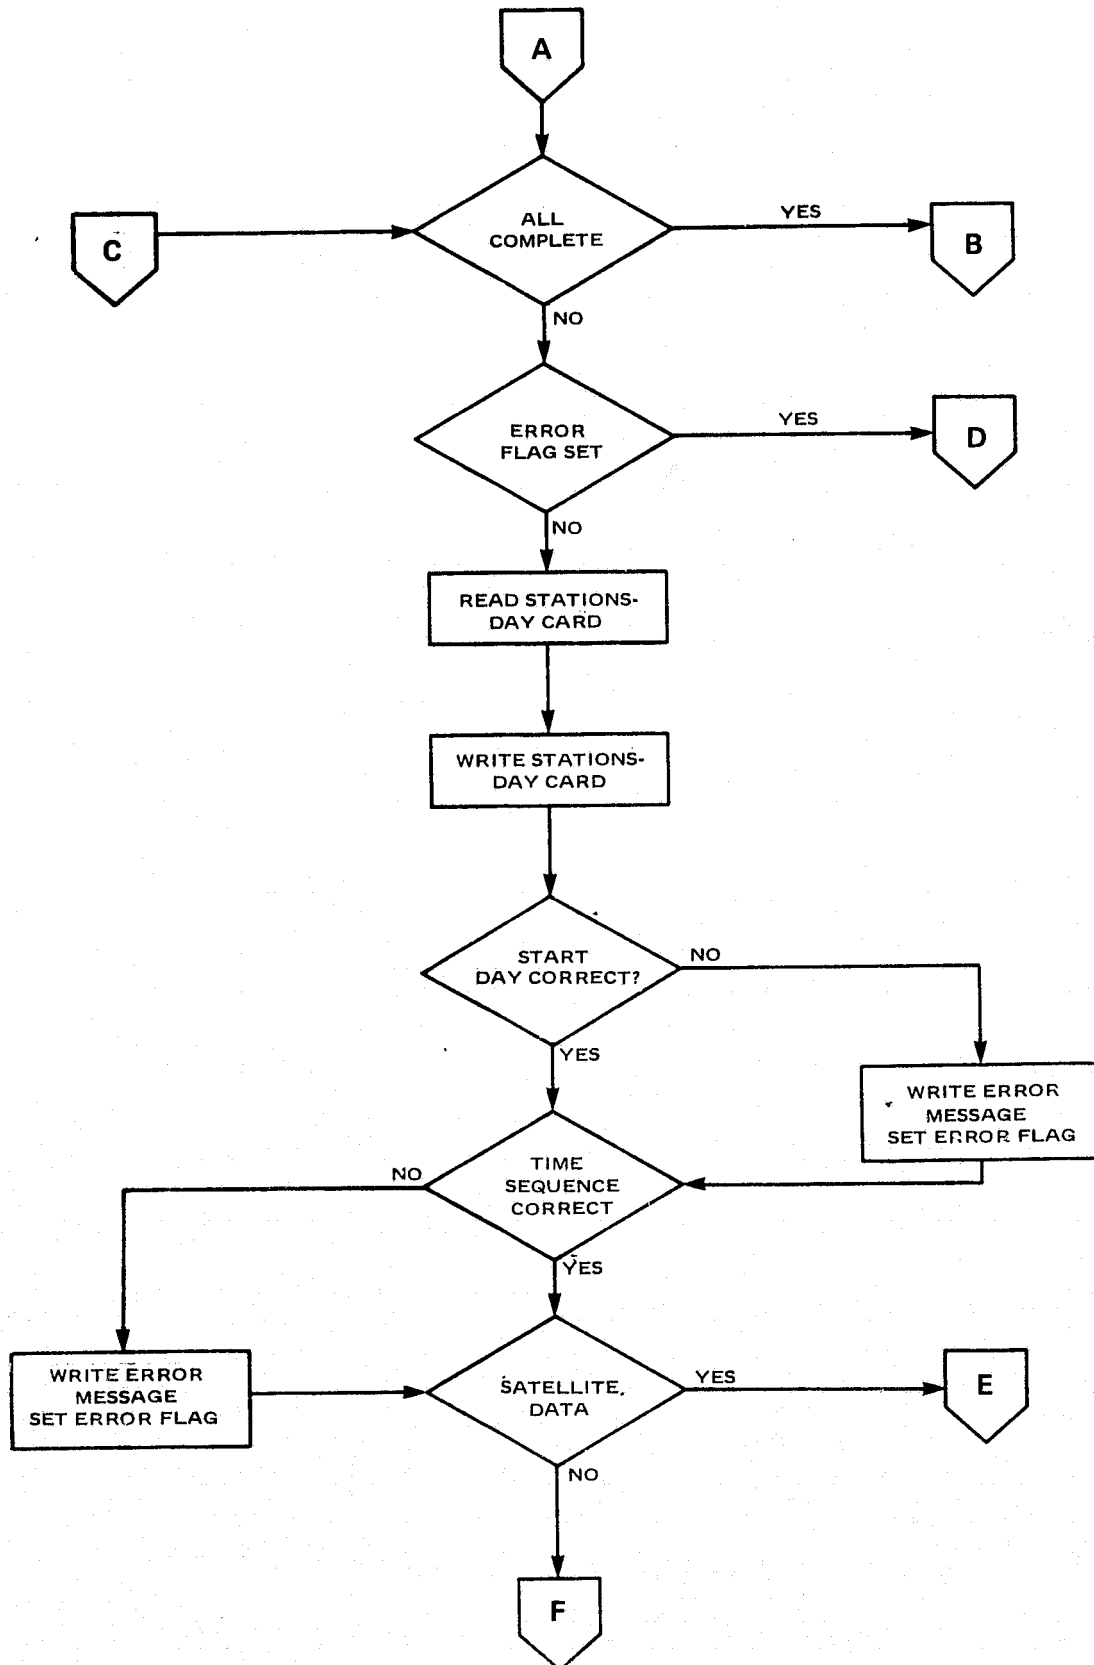 A
ALL
COMPLETE
YES
C
B
NO
ERROR
FLAG SET
YES
D
NO
READ STATIONS-
DAY CARD
WRITE STATIONS-
DAY CARD
START
DAY CORRECT?
NO
YES
WRITE ERROR
MESSAGE
SET ERROR FLAG
TIME
SEQUENCE
CORRECT
NO
YES
WRITE ERROR
MESSAGE
SET ERROR FLAG
SATELLITE
DATA
YES
E
NO
F